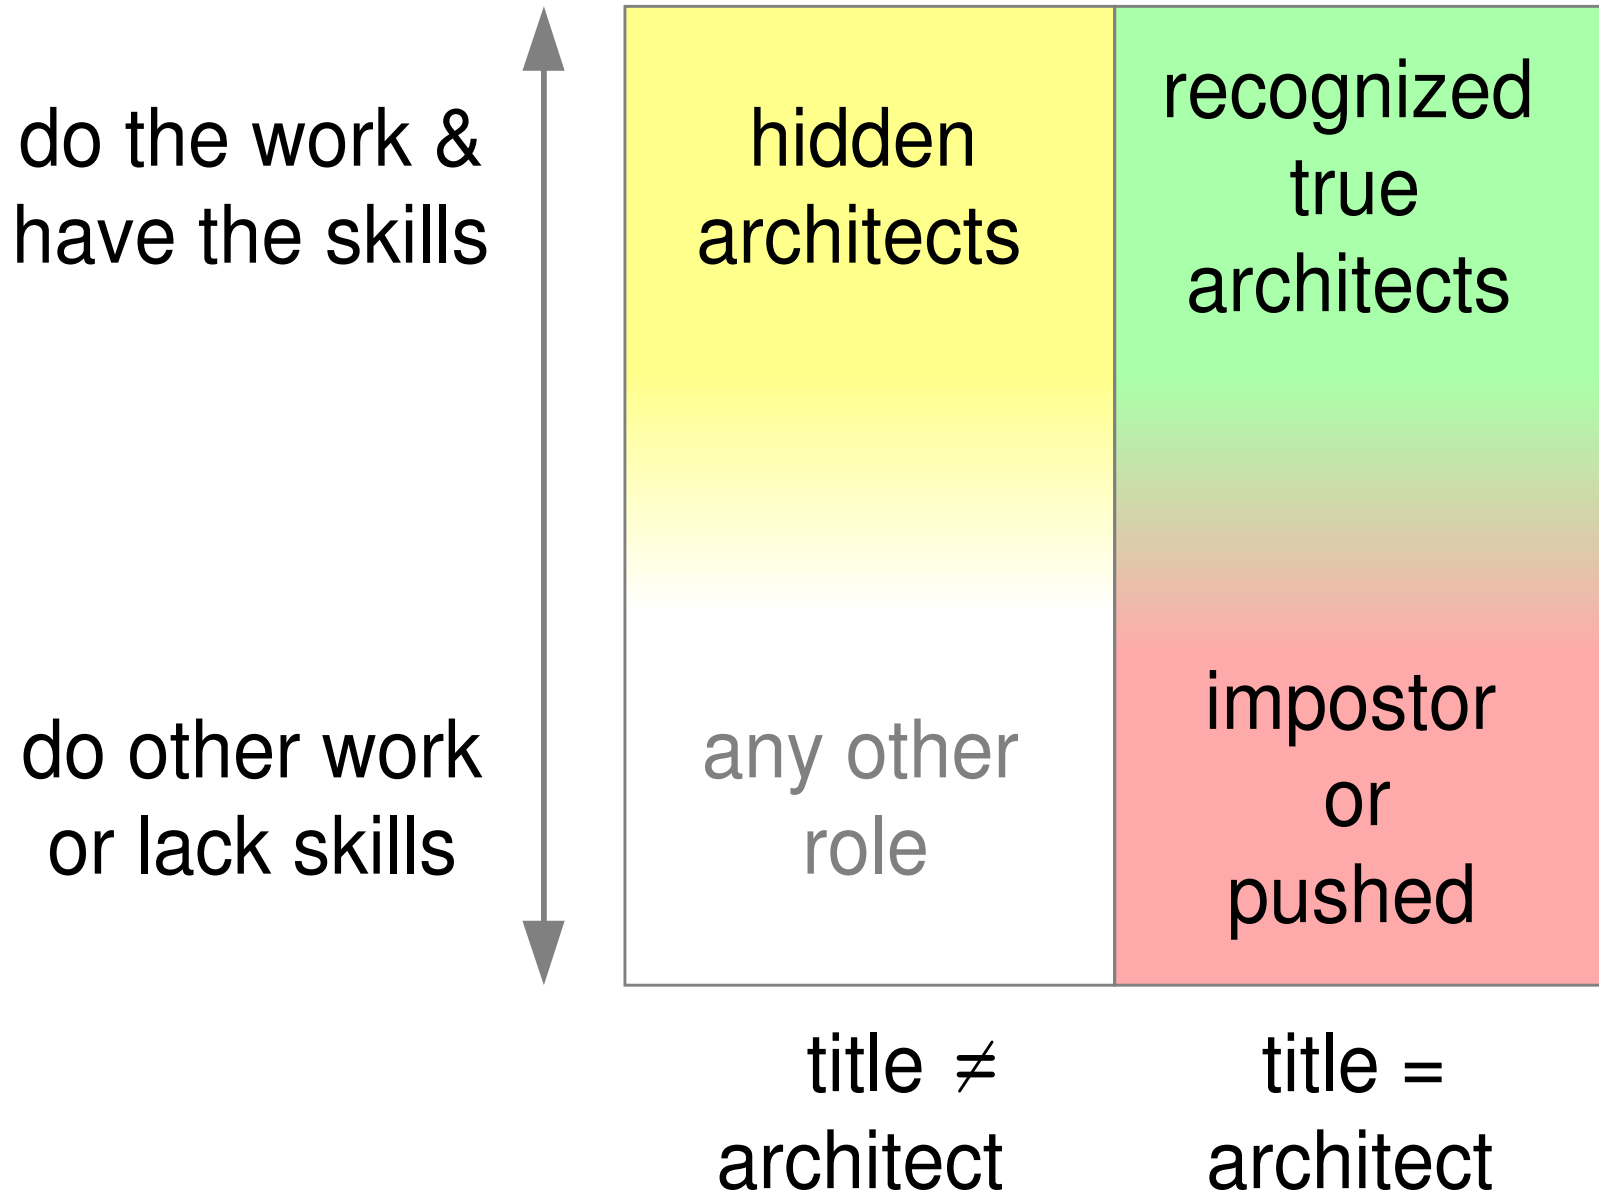 do the work &
have the skills
hidden
architects
recognized
true
architects
do other work
or lack skills
any other
role
impostor
or
pushed
title ≠
architect
title =
architect